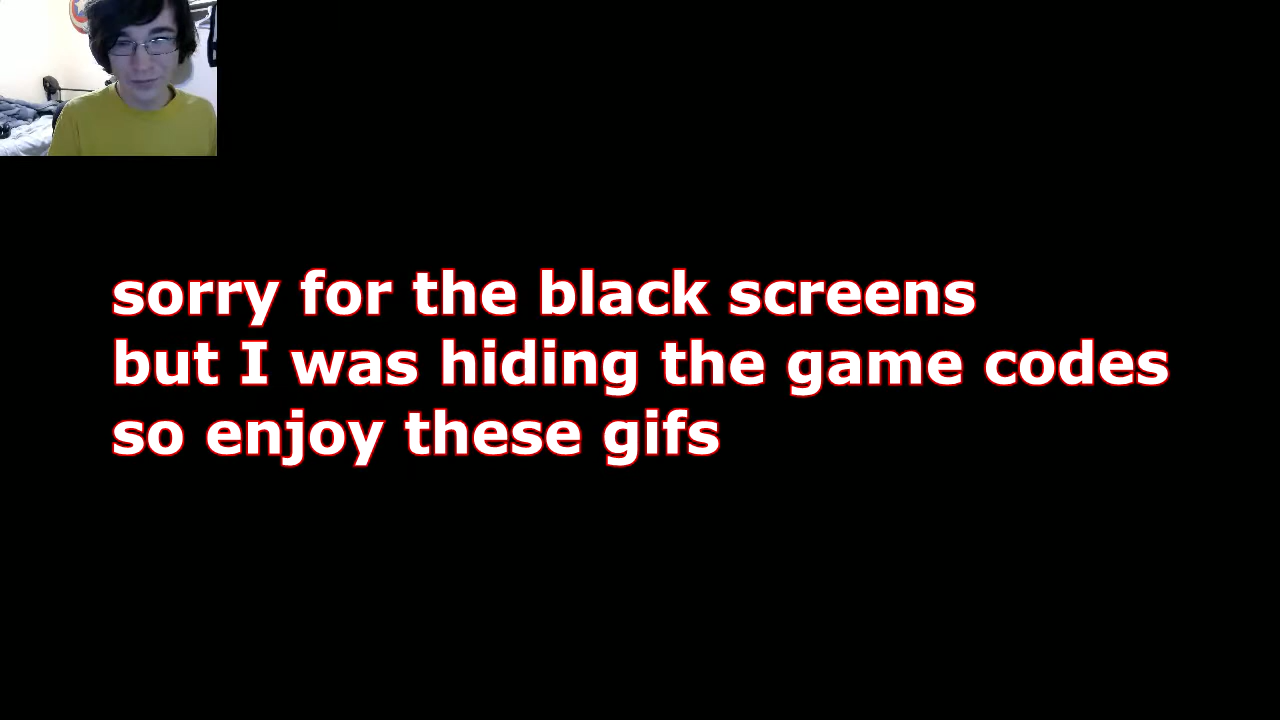 sorry for the black screens
but I was hiding the game codes
so enjoy these gifs